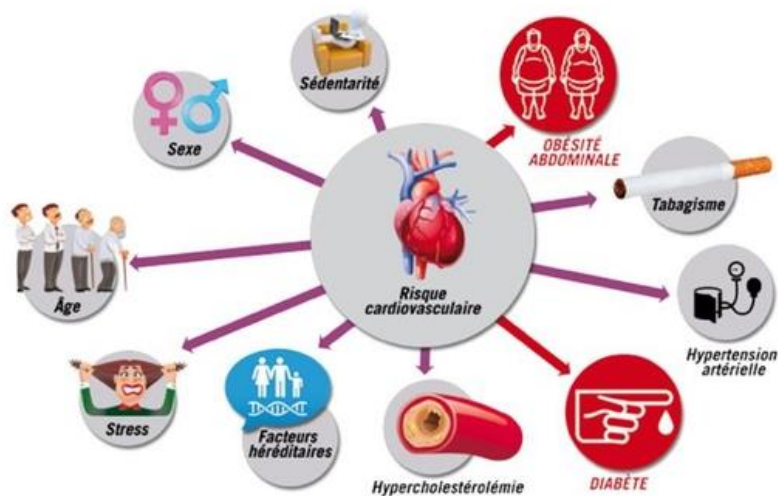 Sédentarité
OBÉSITÉ
ABDOMINALE
Sexe
Tabagisme
Âge
Risque
cardiovasculaire
Hypertension
artérielle
Stress
Facteurs
héréditaires
Hypercholestérolémie
DIABÈTE